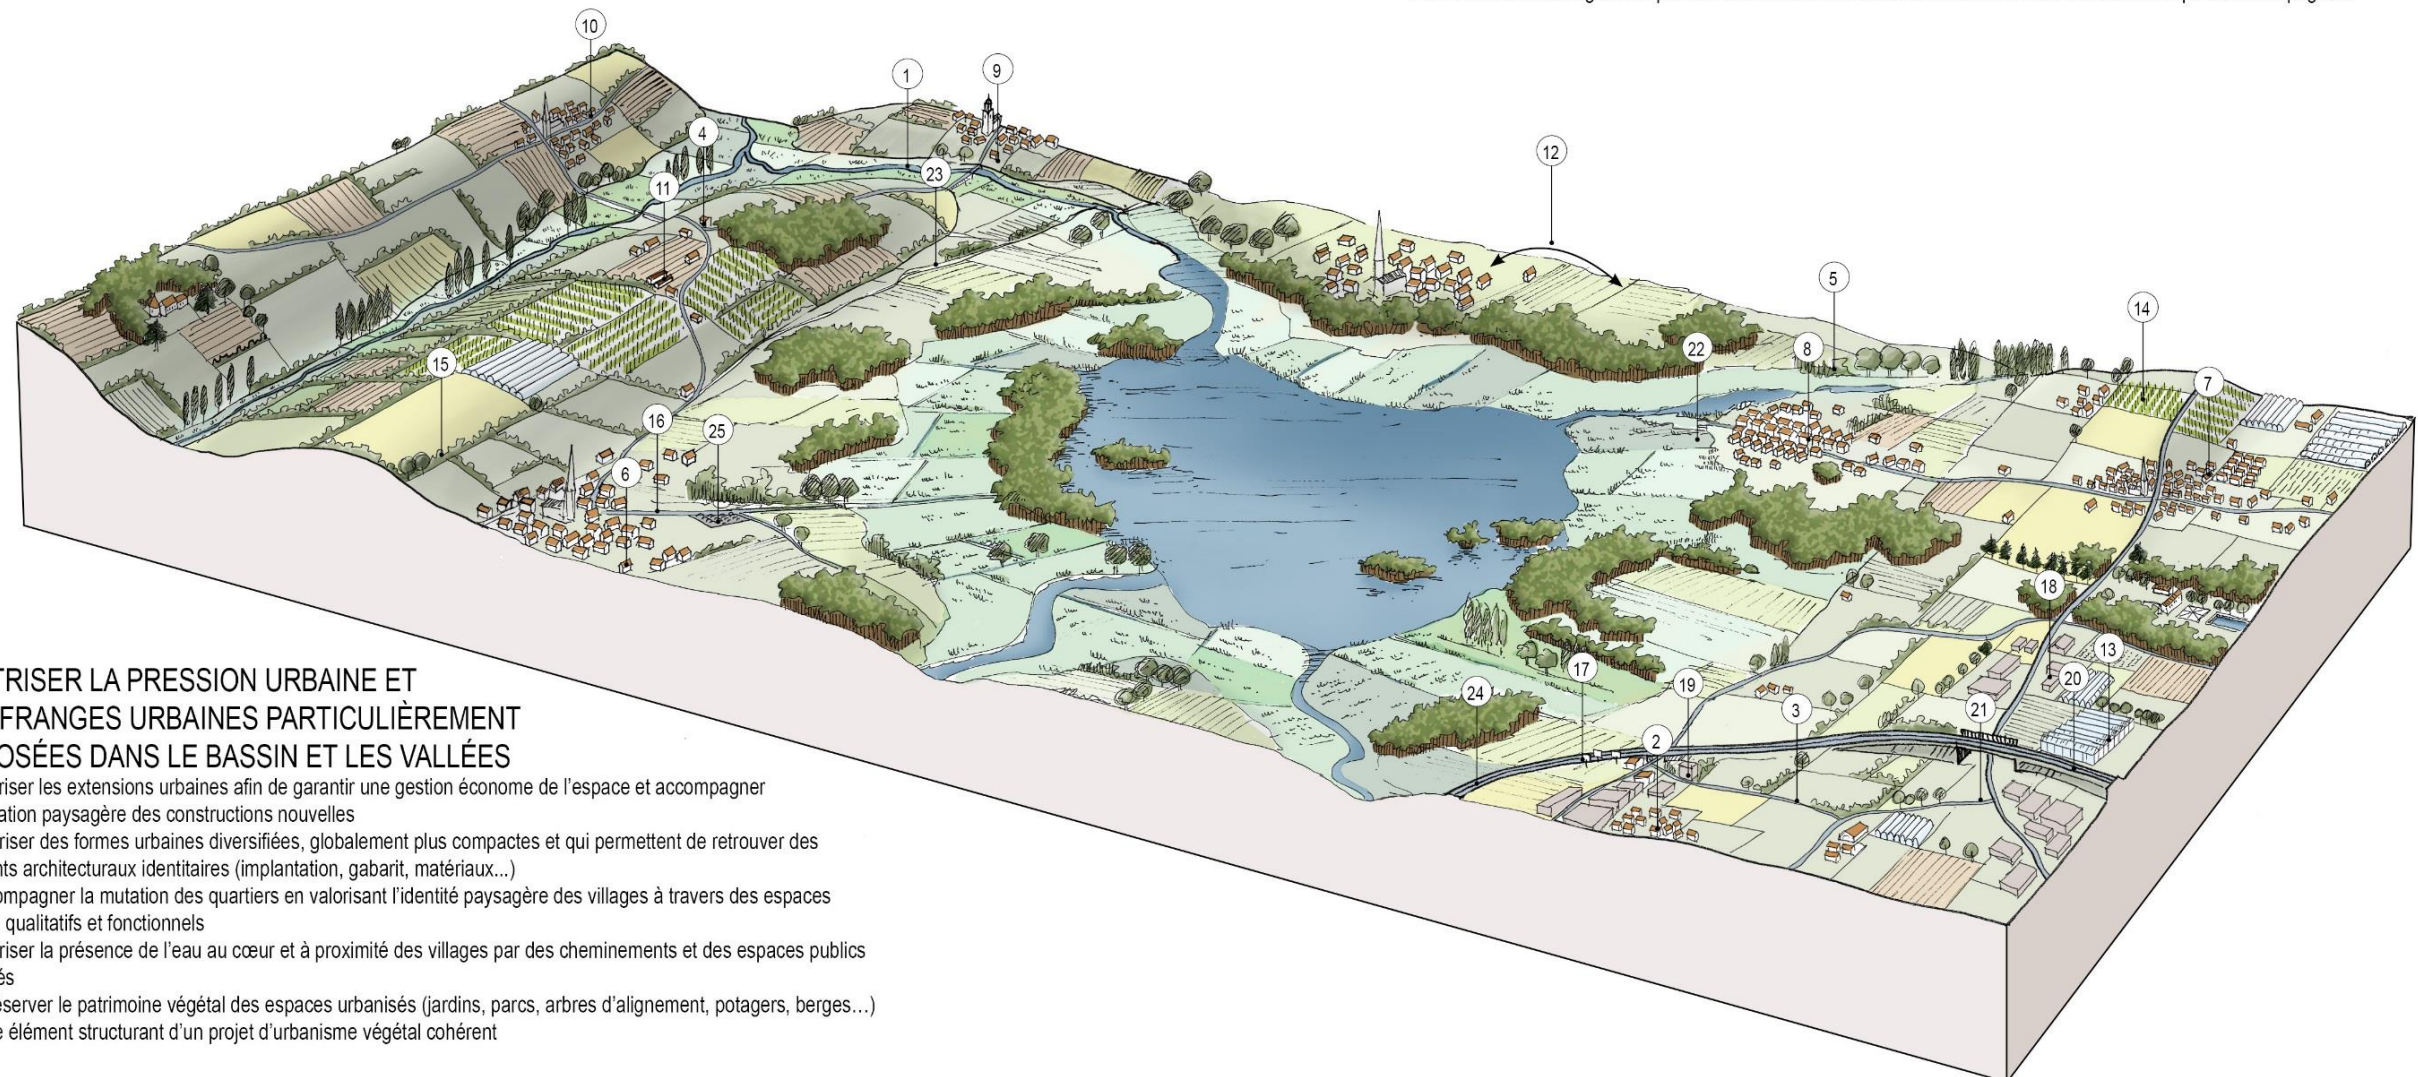 10
1
9
4
12
23
11
5
14
22
8
7
15
16
25
6
18
13
17
20
24
19
3
21
2
TRISER LA PRESSION URBAINE ET
FRANGES URBAINES PARTICULIÈREMENT
OSÉES DANS LE BASSIN ET LES VALLÉES
riser les extensions urbaines afin de garantir une gestion économe de l'espace et accompagner
ation paysagère des constructions nouvelles
riser des formes urbaines diversifiées, globalement plus compactes et qui permettent de retrouver des
nts architecturaux identitaires (implantation, gabarit, matériaux...)
ompagner la mutation des quartiers en valorisant l'identité paysagère des villages à travers des espaces
qualitatifs et fonctionnels
riser la présence de l'eau au cœur et à proximité des villages par des cheminements et des espaces publics
és
éserver le patrimoine végétal des espaces urbanisés (jardins, parcs, arbres d'alignement, potagers, berges…)
e élément structurant d'un projet d'urbanisme végétal cohérent